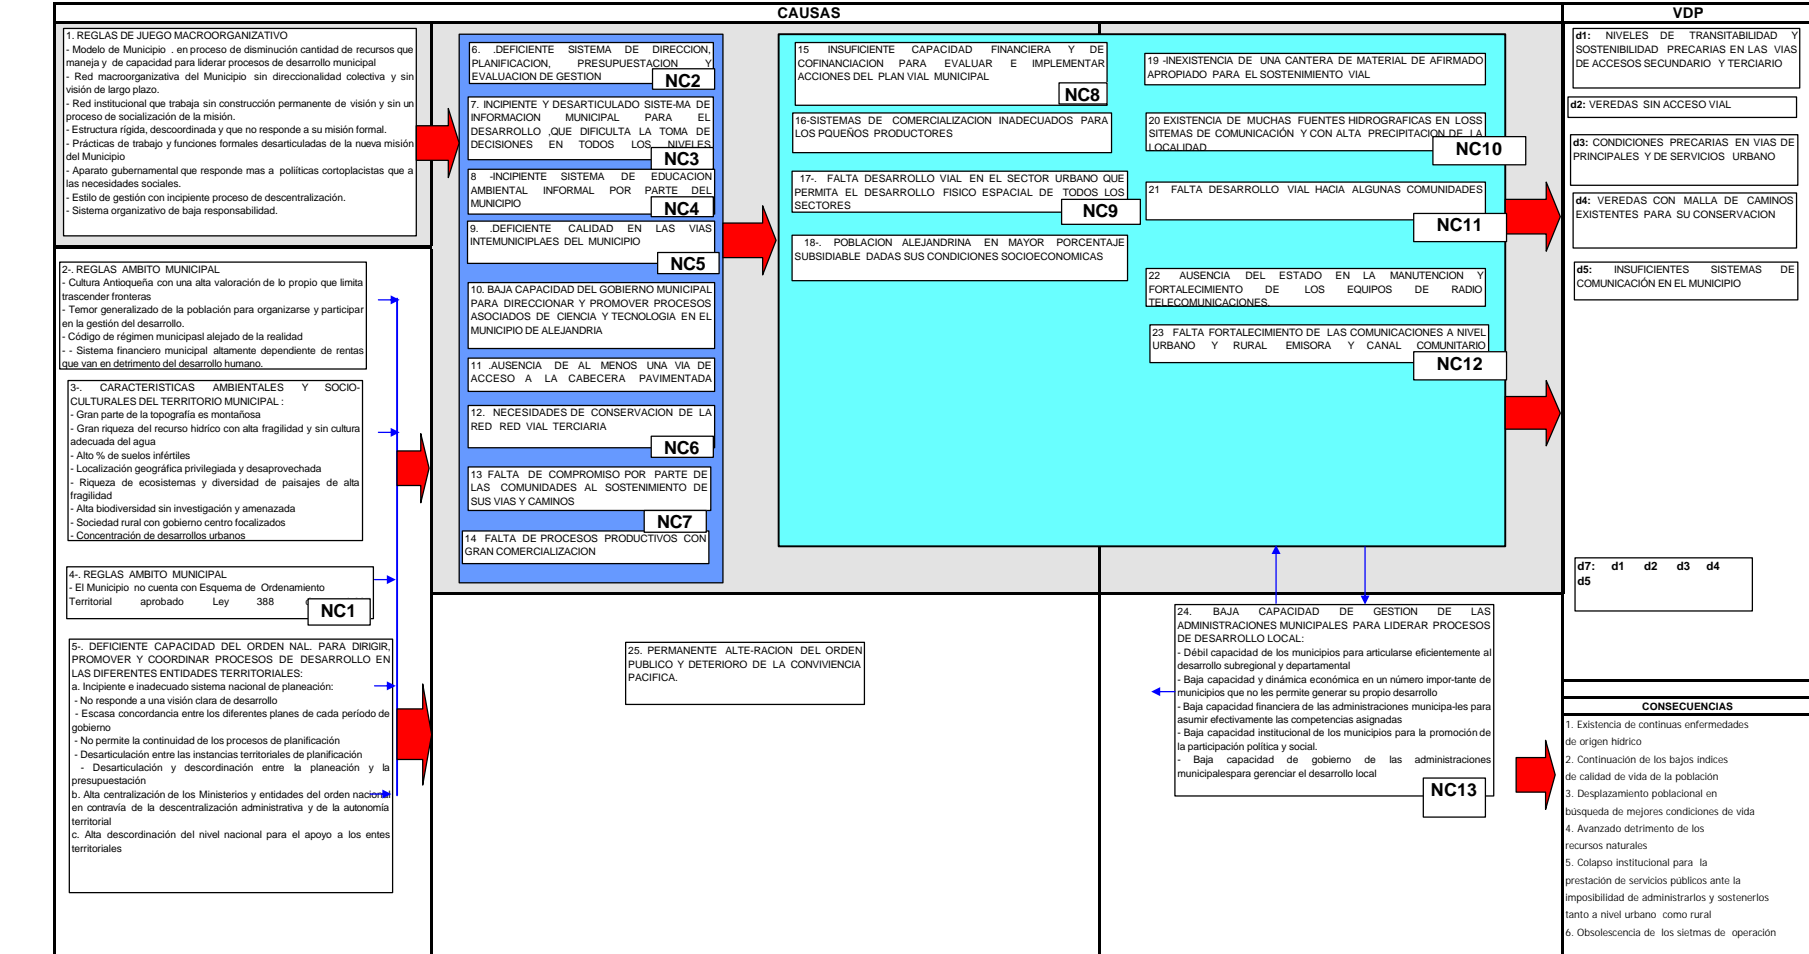 CAUSAS
VDP
1. REGLAS DE JUEGO MACROORGANIZATIVO
- Modelo de Municipio . en proceso de disminución cantidad de recursos que
maneja y de capacidad para liderar procesos de desarrollo municipal
- Red macroorganizativa del Municipio sin direccionalidad colectiva y sin
visión de largo plazo.
- Red institucional que trabaja sin construcción permanente de visión y sin un
proceso de socialización de la misión.
- Estructura rígida, descoordinada y que no responde a su misión formal.
- Prácticas de trabajo y funciones formales desarticuladas de la nueva misión
del Municipio
- Aparato gubernamental que responde mas a poliíticas cortoplacistas que a
las necesidades sociales.
- Estilo de gestión con incipiente proceso de descentralización.
- Sistema organizativo de baja responsabilidad.
2-. REGLAS AMBITO MUNICIPAL
- Cultura Antioqueña con una alta valoración de lo propio que limita
trascender fronteras
- Temor generalizado de la población para organizarse y participar
en la gestión del desarrollo.
- Código de régimen municipasl alejado de la realidad
- - Sistema financiero municipal altamente dependiente de rentas
que van en detrimento del desarrollo humano.
3-. CARACTERISTICAS AMBIENTALES Y SOCIO-
CULTURALES DEL TERRITORIO MUNICIPAL :
- Gran parte de la topografía es montañosa
- Gran riqueza del recurso hidríco con alta fragilidad y sin cultura
adecuada del agua
- Alto % de suelos infértiles
- Localización geográfica privilegiada y desaprovechada
- Riqueza de ecosistemas y diversidad de paisajes de alta
fragilidad
- Alta biodiversidad sin investigación y amenazada
- Sociedad rural con gobierno centro focalizados
- Concentración de desarrollos urbanos
4-. REGLAS AMBITO MUNICIPAL
- El Municipio no cuenta con Esquema de Ordenamiento
Territorial aprobado Ley 388
NC1
5-. DEFICIENTE CAPACIDAD DEL ORDEN NAL. PARA DIRIGIR,
PROMOVER Y COORDINAR PROCESOS DE DESARROLLO EN
LAS DIFERENTES ENTIDADES TERRITORIALES:
a. Incipiente e inadecuado sistema nacional de planeación:
- No responde a una visión clara de desarrollo
- Escasa concordancia entre los diferentes planes de cada período de
gobierno
- No permite la continuidad de los procesos de planificación
- Desarticulación entre las instancias territoriales de planificación
- Desarticulación y descordinación entre la planeación y la
presupuestación
b. Alta centralización de los Ministerios y entidades del orden nacional
en contravía de la descentralización administrativa y de la autonomía
territorial
c. Alta descordinación del nivel nacional para el apoyo a los entes
territoriales
6. .DEFICIENTE SISTEMA DE DIRECCION,
PLANIFICACION, PRESUPUESTACION Y
EVALUACION DE GESTION
NC2
7. INCIPIENTE Y DESARTICULADO SISTE-MA DE
INFORMACION MUNICIPAL PARA EL
DESARROLLO ,QUE DIFICULTA LA TOMA DE
DECISIONES EN TODOS LOS NIVELES
NC3
8 -INCIPIENTE SISTEMA DE EDUCACION
AMBIENTAL INFORMAL POR PARTE DEL
MUNICIPIO
NC4
9. .DEFICIENTE CALIDAD EN LAS VIAS
INTEMUNICIPLAES DEL MUNICIPIO
NC5
10. BAJA CAPACIDAD DEL GOBIERNO MUNICIPAL
PARA DIRECCIONAR Y PROMOVER PROCESOS
ASOCIADOS DE CIENCIA Y TECNOLOGIA EN EL
MUNICIPIO DE ALEJANDRIA
11 .AUSENCIA DE AL MENOS UNA VIA DE
ACCESO A LA CABECERA PAVIMENTADA
12. NECESIDADES DE CONSERVACION DE LA
RED RED VIAL TERCIARIA
NC6
13 FALTA DE COMPROMISO POR PARTE DE
LAS COMUNIDADES AL SOSTENIMIENTO DE
SUS VIAS Y CAMINOS
NC7
14 FALTA DE PROCESOS PRODUCTIVOS CON
GRAN COMERCIALIZACION
15 INSUFICIENTE CAPACIDAD FINANCIERA Y DE
COFINANCIACION PARA EVALUAR E IMPLEMENTAR
ACCIONES DEL PLAN VIAL MUNICIPAL
NC8
16-SISTEMAS DE COMERCIALIZACION INADECUADOS PARA
LOS PQUEÑOS PRODUCTORES
17-. FALTA DESARROLLO VIAL EN EL SECTOR URBANO QUE
PERMITA EL DESARROLLO FISICO ESPACIAL DE TODOS LOS
SECTORES
NC9
18-. POBLACION ALEJANDRINA EN MAYOR PORCENTAJE
SUBSIDIABLE DADAS SUS CONDICIONES SOCIOECONOMICAS
19 -INEXISTENCIA DE UNA CANTERA DE MATERIAL DE AFIRMADO
APROPIADO PARA EL SOSTENIMIENTO VIAL
20 EXISTENCIA DE MUCHAS FUENTES HIDROGRAFICAS EN LOSS
SITEMAS DE COMUNICACIÓN Y CON ALTA PRECIPITACION DE LA
LOCALIDAD
NC10
21 FALTA DESARROLLO VIAL HACIA ALGUNAS COMUNIDADES
NC11
22 AUSENCIA DEL ESTADO EN LA MANUTENCION Y
FORTALECIMIENTO DE LOS EQUIPOS DE RADIO
TELECOMUNICACIONES.
23 FALTA FORTALECIMIENTO DE LAS COMUNICACIONES A NIVEL
URBANO Y RURAL EMISORA Y CANAL COMUNITARIO
NC12
24. BAJA CAPACIDAD DE GESTION DE LAS
ADMINISTRACIONES MUNICIPALES PARA LIDERAR PROCESOS
DE DESARROLLO LOCAL:
- Débil capacidad de los municipios para articularse eficientemente al
desarrollo subregional y departamental
- Baja capacidad y dinámica económica en un número impor-tante de
municipios que no les permite generar su propio desarrollo
- Baja capacidad financiera de las administraciones municipa-les para
asumir efectivamente las competencias asignadas
- Baja capacidad institucional de los municipios para la promoción de
la participación política y social.
- Baja capacidad de gobierno de las administraciones
municipalespara gerenciar el desarrollo local
NC13
25. PERMANENTE ALTE-RACION DEL ORDEN
PUBLICO Y DETERIORO DE LA CONVIVIENCIA
PACIFICA.
d1: NIVELES DE TRANSITABILIDAD Y
SOSTENIBILIDAD PRECARIAS EN LAS VIAS
DE ACCESOS SECUNDARIO Y TERCIARIO
d2: VEREDAS SIN ACCESO VIAL
d3: CONDICIONES PRECARIAS EN VIAS DE
PRINCIPALES Y DE SERVICIOS URBANO
d4: VEREDAS CON MALLA DE CAMINOS
EXISTENTES PARA SU CONSERVACION
d5: INSUFICIENTES SISTEMAS DE
COMUNICACIÓN EN EL MUNICIPIO
d7: d1 d2 d3 d4
d5
CONSECUENCIAS
1. Existencia de continuas enfermedades
de origen hídrico
2. Continuación de los bajos índices
de calidad de vida de la población
3. Desplazamiento poblacional en
búsqueda de mejores condiciones de vida
4. Avanzado detrimento de los
recursos naturales
5. Colapso institucional para la
prestación de servicios públicos ante la
imposibilidad de administrarlos y sostenerlos
tanto a nivel urbano como rural
6. Obsolescencia de los sietmas de operación